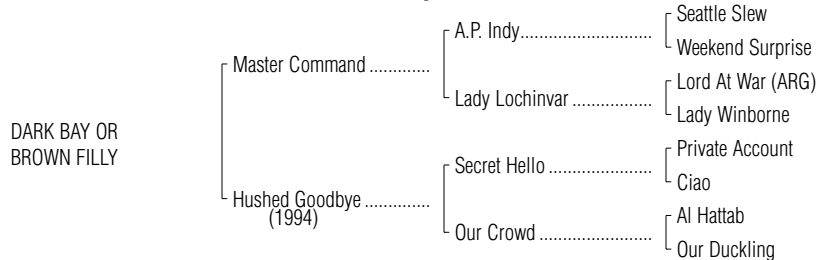 Seattle Slew
A.P. Indy.............................
Weekend Surprise
Master Command .............
Lord At War (ARG)
Lady Lochinvar .................
Lady Winborne
DARK BAY OR
BROWN FILLY
Private Account
Secret Hello ......................
Ciao
Hushed Goodbye .............
(1994)
Al Hattab
Our Crowd ........................
Our Duckling